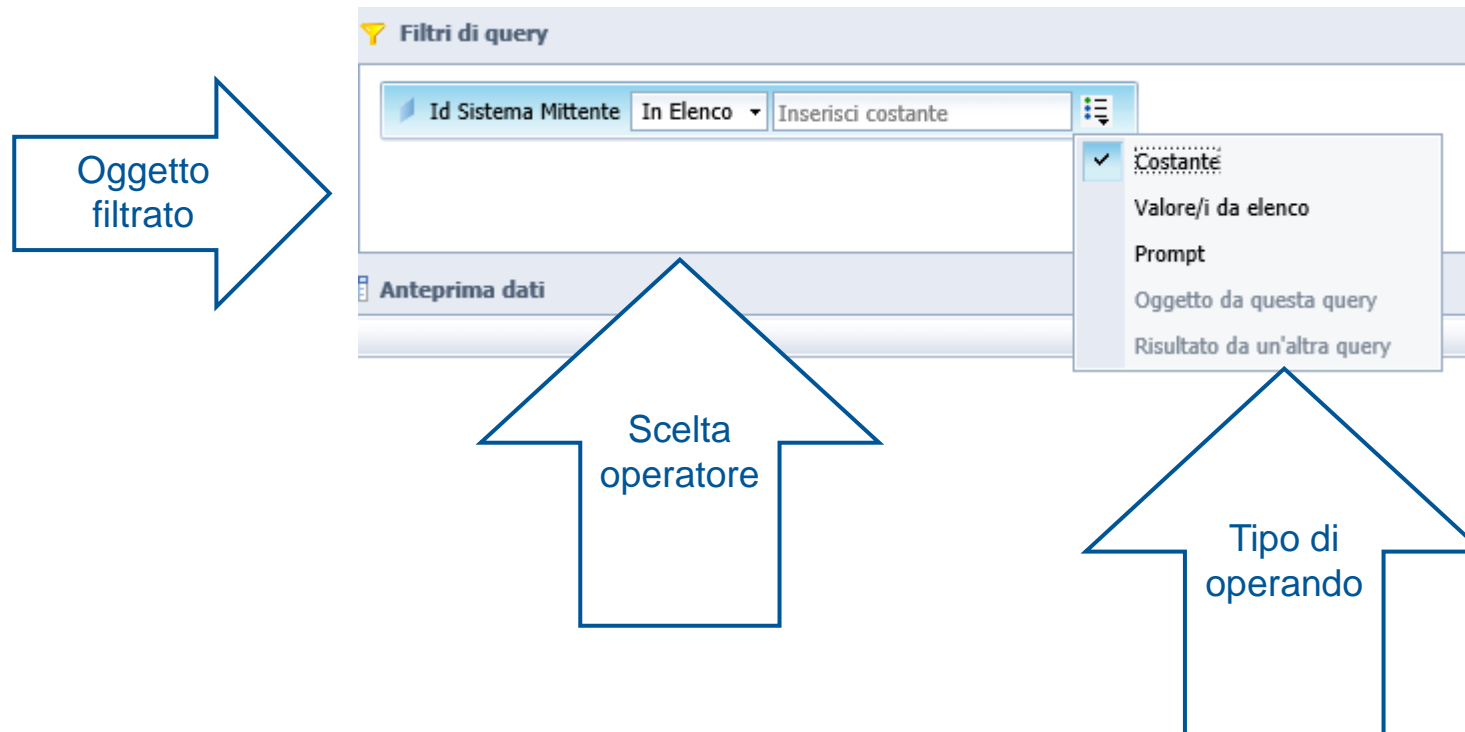 Filtri di query
Id Sistema Mittente In Elenco Inserisci costante
Oggetto
filtrato
Costante
Valore/i da elenco
Prompt
Oggetto da questa query
Risultato da un'altra query
Anteprima dati
Scelta
operatore
Tipo di
operando